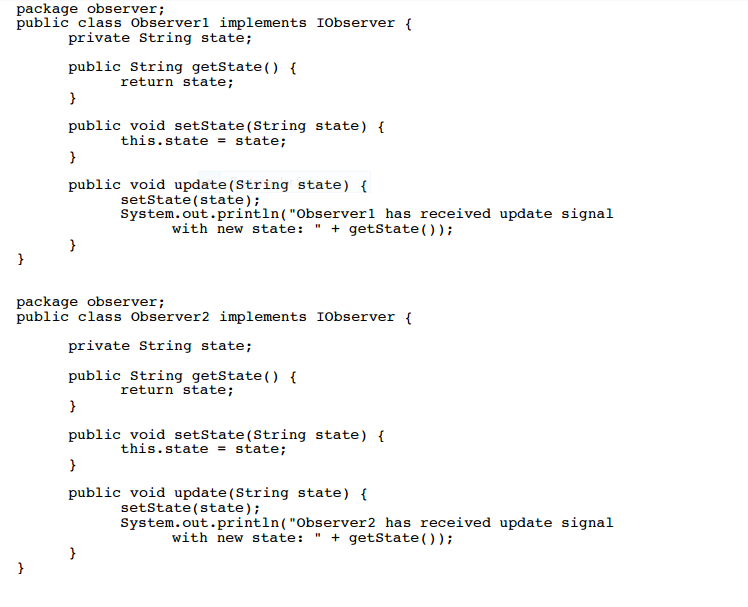 package observer;
public class Observer1 implements IObserver {
private String state;
public String getState() {
return state;
}
public void setState(String state) {
this.state = state;
}
public void update(String state) {
setState(state);
System.out.println("Observer1 has received update signal
with new state: " + getState());
}
}
package observer;
public class Observer2 implements IObserver {
private String state;
public String getState() {
return state;
}
public void setState(String state) {
this.state = state;
}
public void update(String state) {
setState(state);
System.out.println("Observer2 has received update signal
with new state: " + getState());
}
}